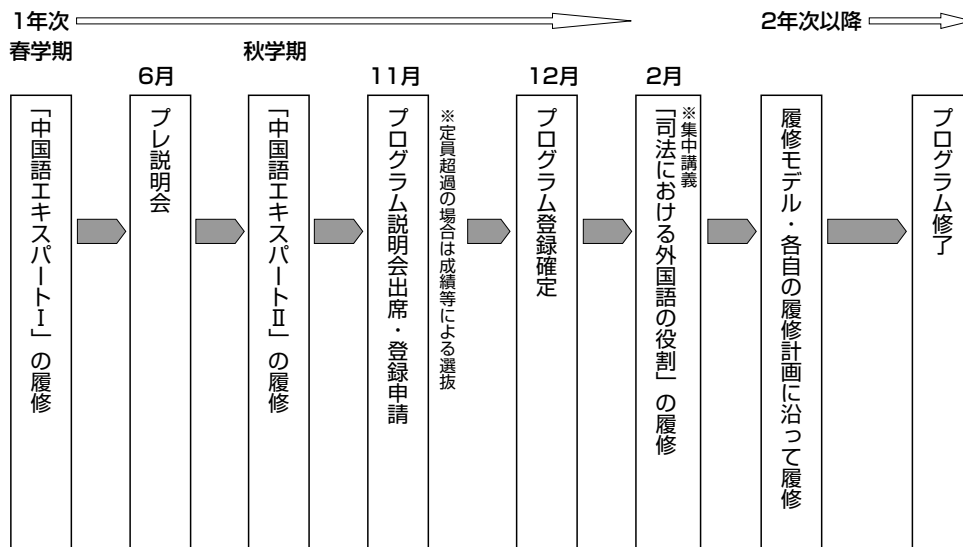 1年次
2年次以降
春学期
6月
秋学期
11月
12月
2月
「中国語エキスパートⅠ」の履修
プレ説明会
「中国語エキスパートⅡ」の履修
プログラム説明会出席・登録申請
※定員超過の場合は成績等による選抜
プログラム登録確定
※集中講義
「司法における外国語の役割」の履修
履修モデル・各自の履修計画に沿って履修
プログラム修了